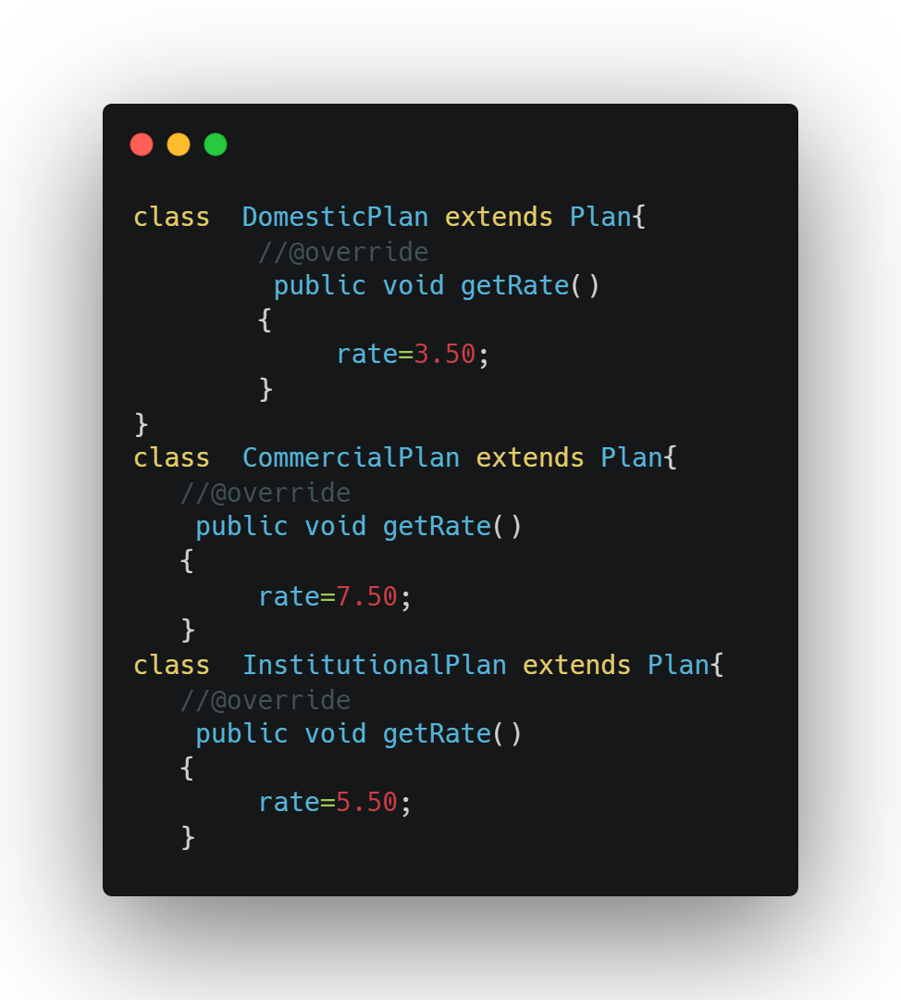 class  DomesticPlan extends Plan{
        //@override
         public void getRate()
        {
             rate=3.50;
        }
}
class  CommercialPlan extends Plan{
   //@override
    public void getRate()
   {
        rate=7.50;
   }
class  InstitutionalPlan extends Plan{
   //@override
    public void getRate()
   {
        rate=5.50;
   }